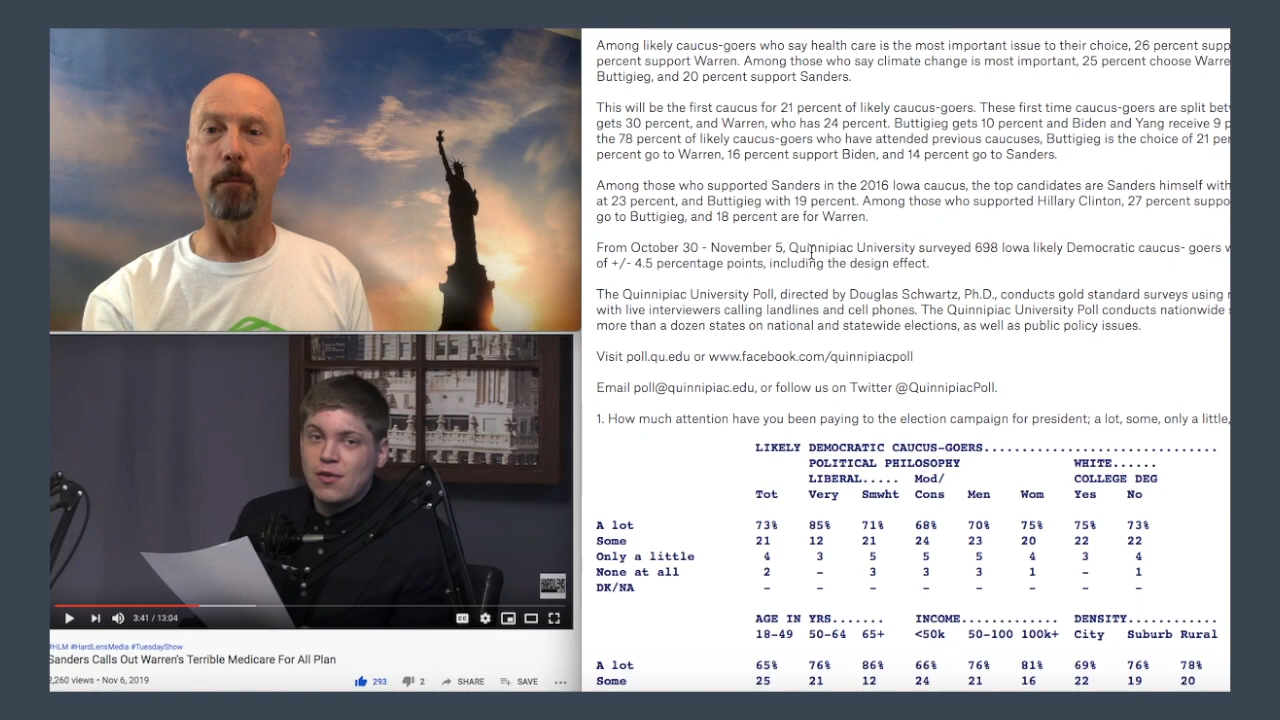 Among likely caucus-goers who say health care is the most important issue to their choice, 26 percent supp
percent support Warren. Among those who say climate change is most important, 25 percent choose Warre
Buttigieg, and 20 percent support Sanders.
This will be the first caucus for 21 percent of likely caucus-goers. These first time caucus-goers are split bet
gets 30 percent, and Warren, who has 24 percent. Buttigieg gets 10 percent and Biden and Yang receive 9 p
the 78 percent of likely caucus-goers who have attended previous caucuses, Buttigieg is the choice of 21 per
percent go to Warren, 16 percent support Biden, and 14 percent go to Sanders.
Among those who supported Sanders in the 2016 Iowa caucus, the top candidates are Sanders himself with
at 23 percent, and Buttigieg with 19 percent. Among those who supported Hillary Clinton, 27 percent suppo
go to Buttigieg, and 18 percent are for Warren.
From October 30 - November 5, Quinnipiac University surveyed 698 Iowa likely Democratic caucus- goers w
of +/- 4.5 percentage points, including the design effect.
The Quinnipiac University Poll, directed by Douglas Schwartz, Ph.D., conducts gold standard surveys using r
with live interviewers calling landlines and cell phones. The Quinnipiac University Poll conducts nationwide s
more than a dozen states on national and statewide elections, as well as public policy issues.
Visit poll.qu.edu or www.facebook.com/quinnipiacpoll
Email poll@quinnipiac.edu, or follow us on Twitter @QuinnipiacPoll.
1. How much attention have you been paying to the election campaign for president; a lot, some, only a little,
LIKELY DEMOCRATIC CAUCUS-GOERS..............................
POLITICAL PHILOSOPHY WHITE......
LIBERAL..... Mod/ COLLEGE DEG
Tot Very Smwht Cons Men Wom Yes No
A lot 73% 85% 71% 68% 70% 75% 75% 73%
Some 21 12 21 24 23 20 22 22
Only a little 4 3 5 5 5 4 3 4
None at all 2 - 3 3 3 1 - 1
DK/NA - - - - - - - -
AGE IN YRS....... INCOME............. DENSITY............
18-49 50-64 65+ <50k 50-100 100k+ City Suburb Rural
A lot 65% 76% 86% 66% 76% 81% 69% 76% 78%
Some 25 21 12 24 21 16 22 19 20
HARDLENS
MEDIA
3:41 / 13:04
CC
#HLM #HardLensMedia #TuesdayShow
Sanders Calls Out Warren's Terrible Medicare For All Plan
2,260 views • Nov 6, 2019
293 2 SHARE SAVE